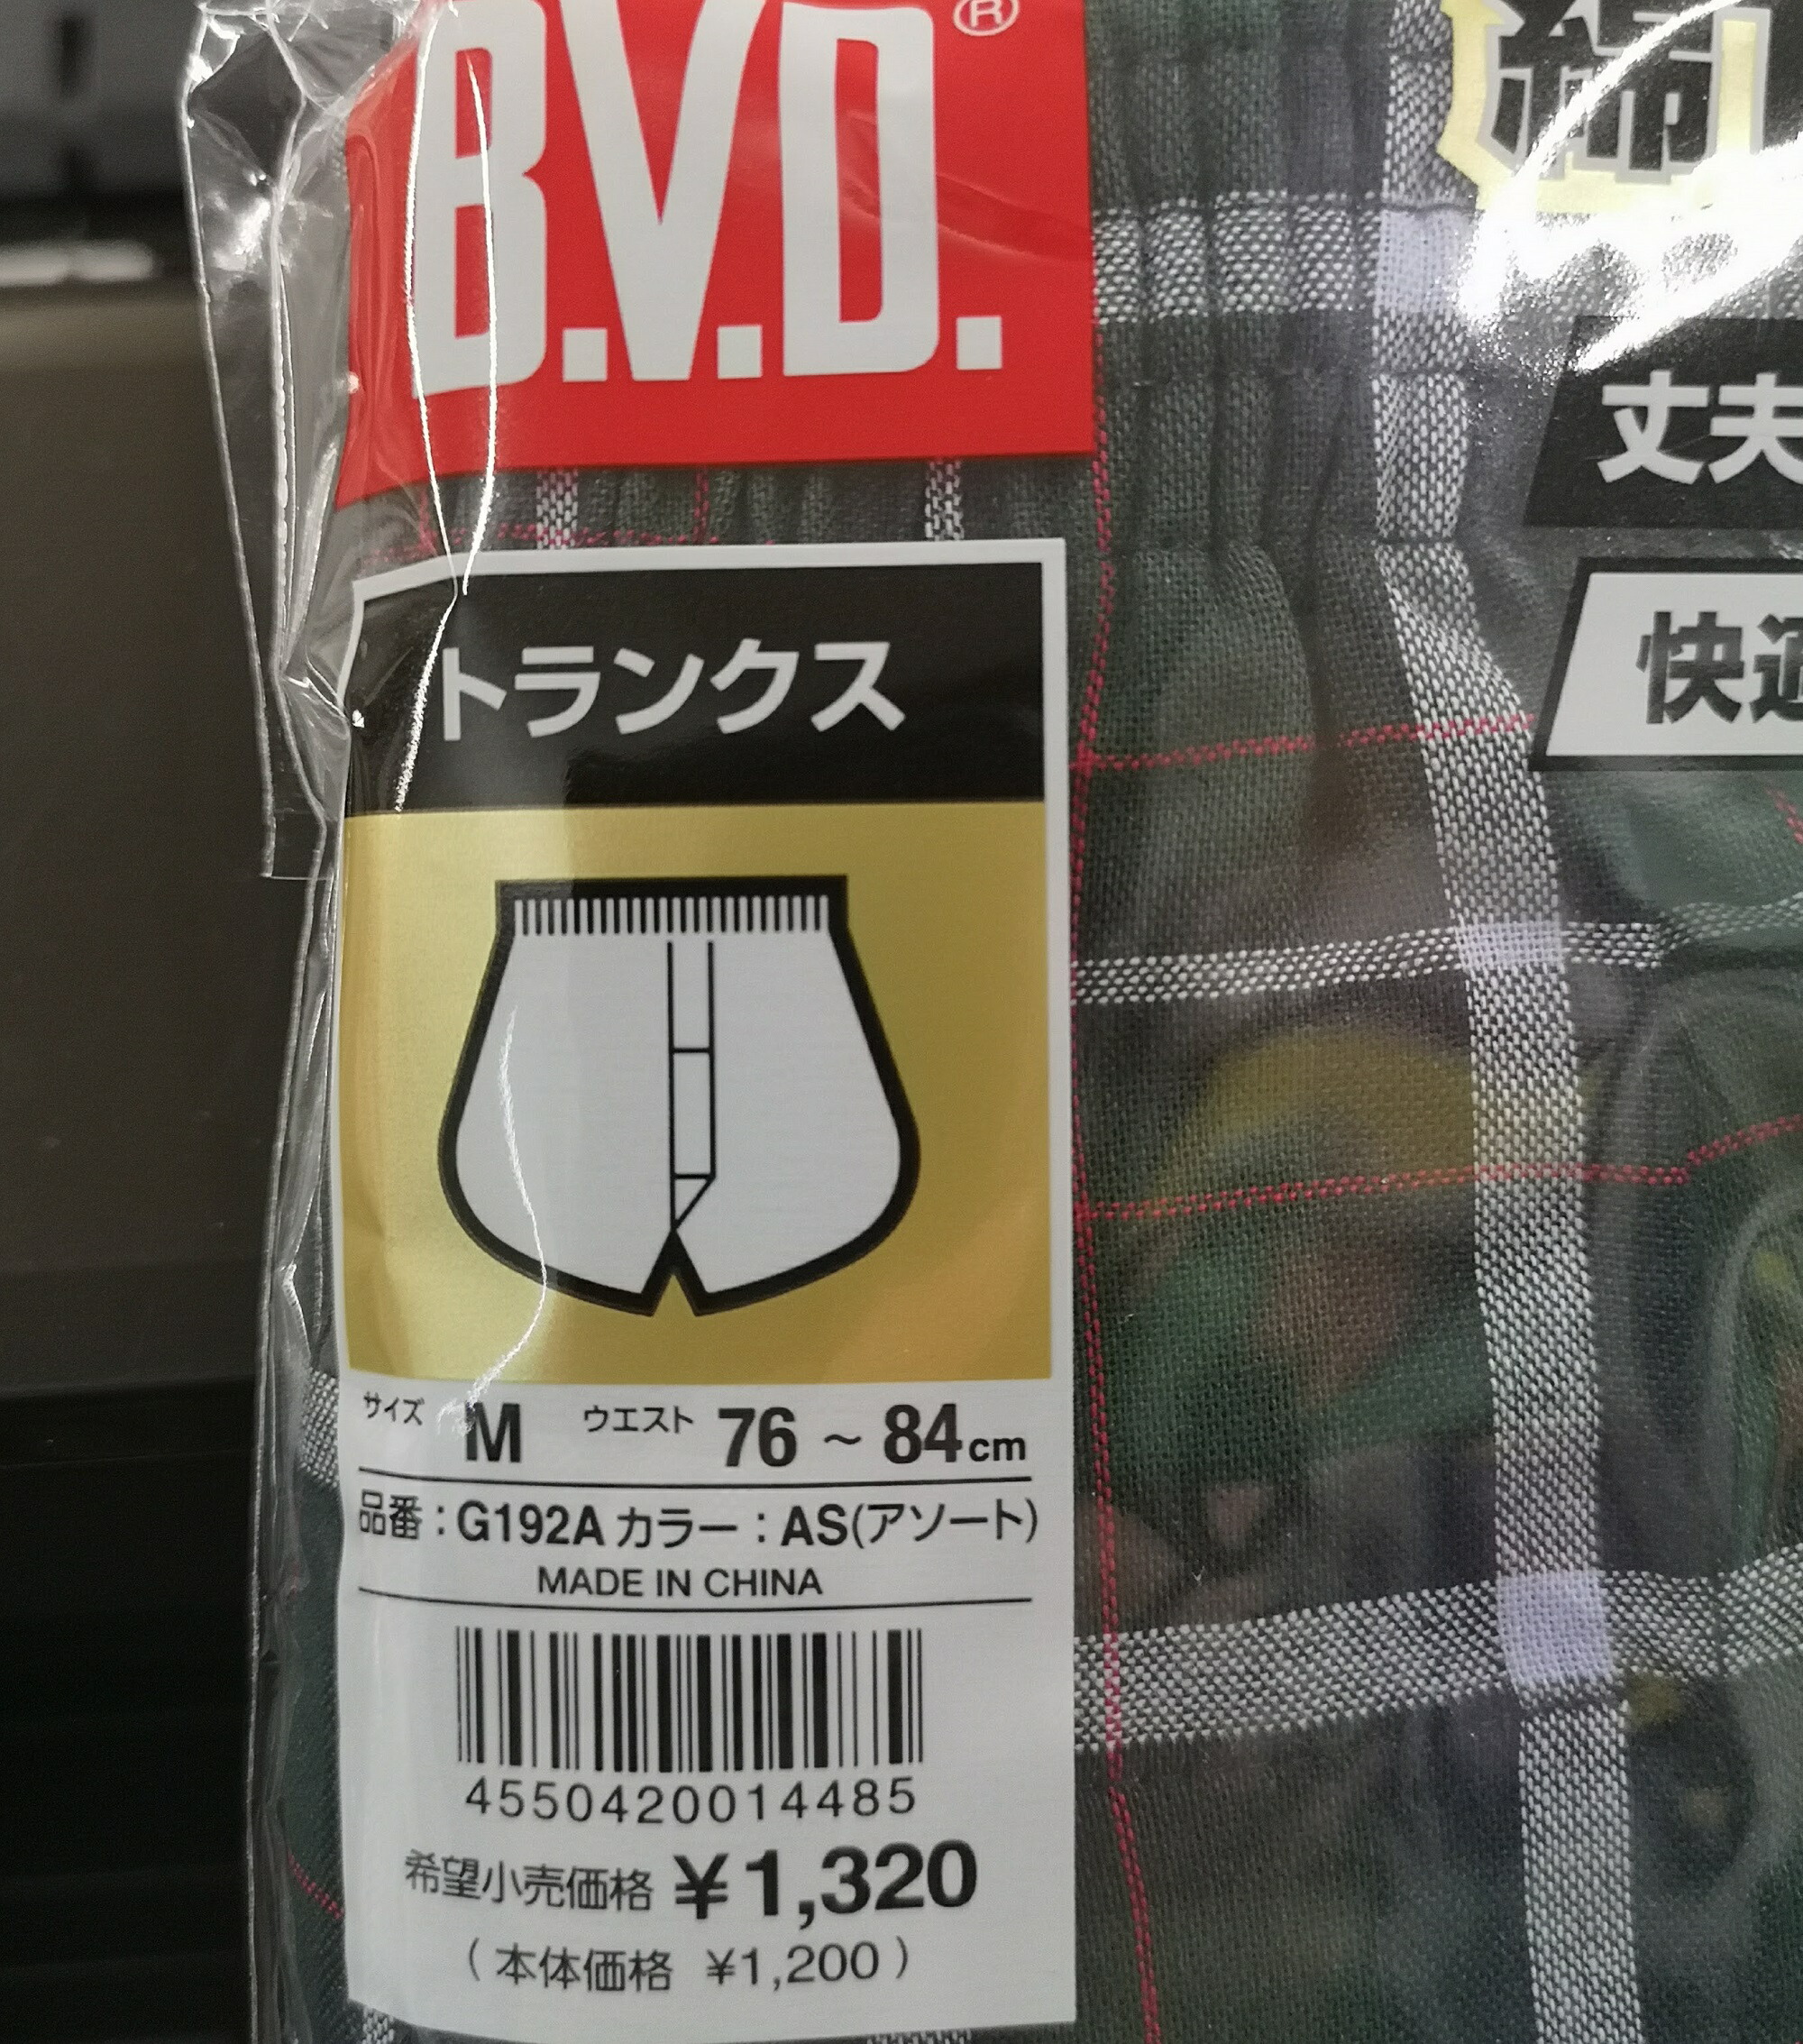 B.V.D.®
綿
丈夫
快適
トランクス
サイズ M ウエスト 76 ~ 84cm
品番:G192A カラー:AS(アソート)
MADE IN CHINA
4550420014485
希望小売価格 ¥1,320
(本体価格 ¥1,200)